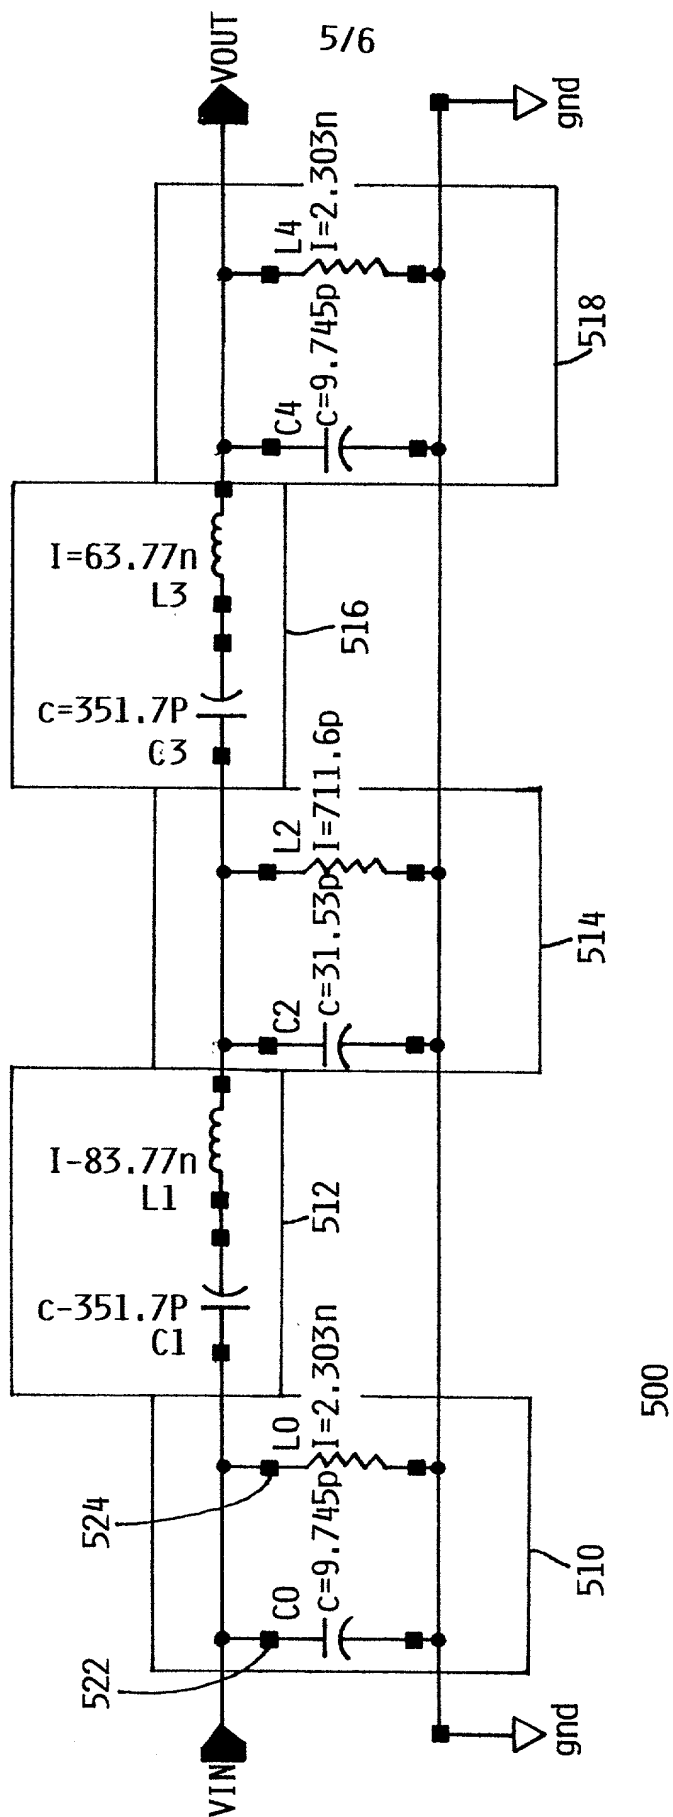 5/6
VIN
VOUT
gnd
gnd
522
524
C0
c=9.745p
L0
I=2.303n
510
c-351.7P
C1
I-83.77n
L1
512
C2
c=31.53p
L2
I=711.6p
514
c=351.7P
C3
I=63.77n
L3
516
C4
c=9.745p
L4
I=2.303n
518
500